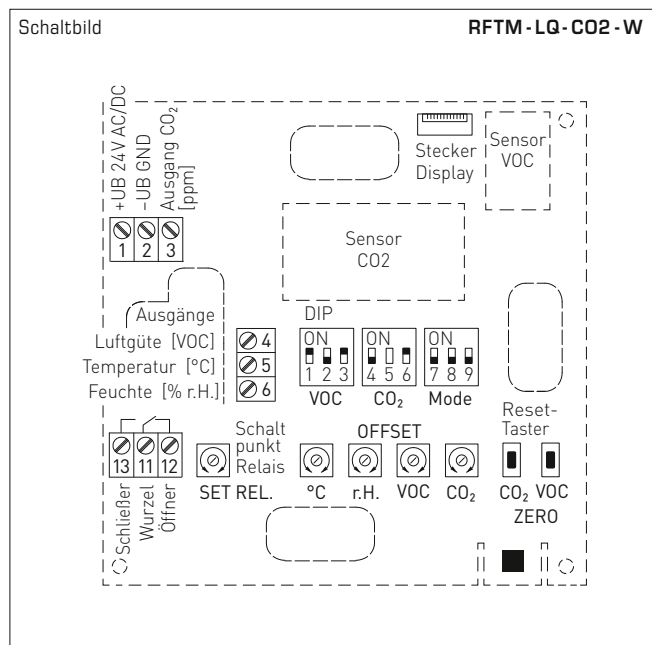 Schaltbild
RFTM-LQ-CO2-W
+UB 24V AC/DC
-UB GND
Ausgang CO₂
[ppm]
1 2 3
Stecker
Display
Sensor
VOC
Sensor
CO2
Ausgänge
Luftgüte [VOC] 4
Temperatur [°C] 5
Feuchte [% r.H.] 6
DIP
ON ON ON
1 2 3 4 5 6 7 8 9
VOC CO₂ Mode
13 11 12
Schließer
Wurzel
Öffner
Schalt
punkt
Relais
SET REL.
OFFSET
°C r.H. VOC CO₂
Reset-
Taster
CO₂ VOC
ZERO